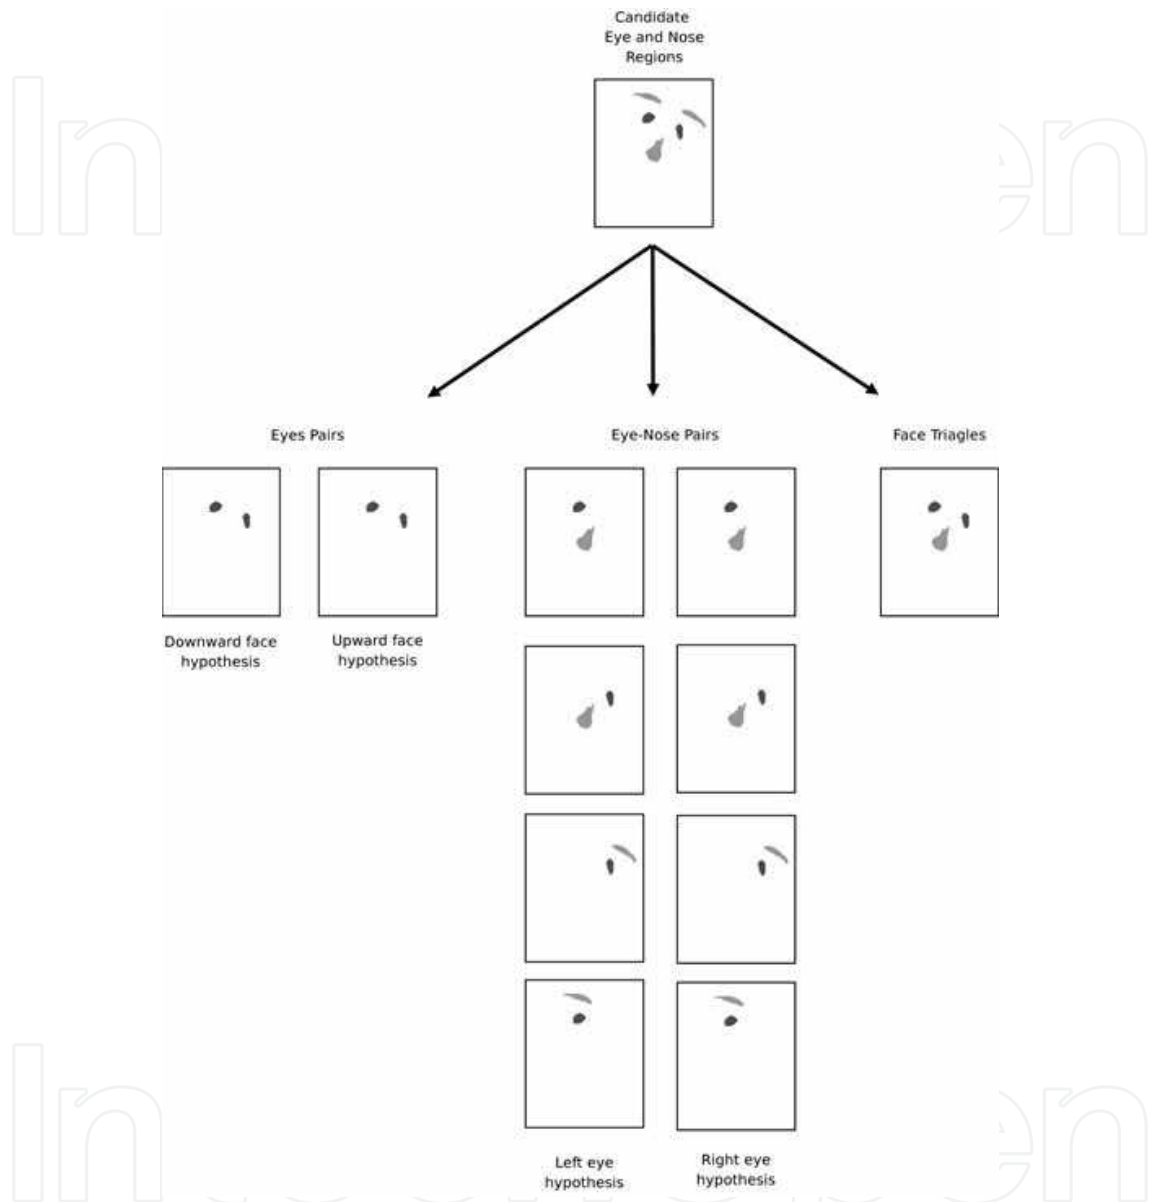 Candidate
Eye and Nose
Regions
Eyes Pairs
Eye-Nose Pairs
Face Triagles
Downward face
hypothesis
Upward face
hypothesis
Left eye
hypothesis
Right eye
hypothesis